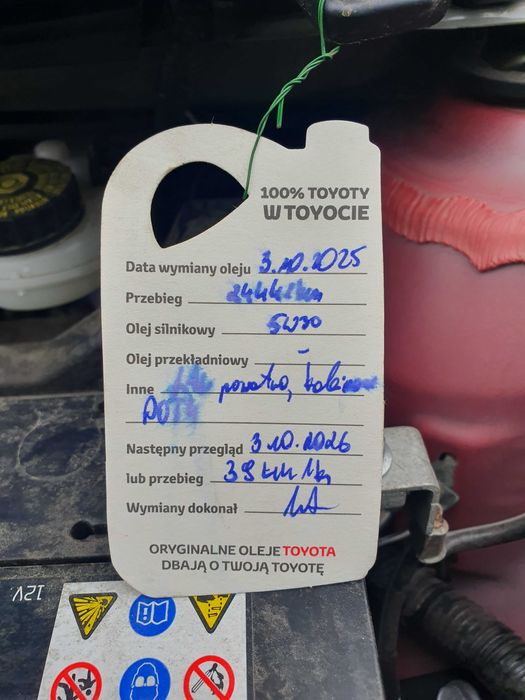 100% TOYOTY
W TOYOCIE
Data wymiany oleju 3.10.2025
Przebieg
Olej silnikowy 5W30
Olej przekładniowy -
Inne
Następny przegląd 3.10.2026
lub przebieg
Wymiany dokonał
ORYGINALNE OLEJE TOYOTA
DBAJĄ O TWOJĄ TOYOTĘ
12V